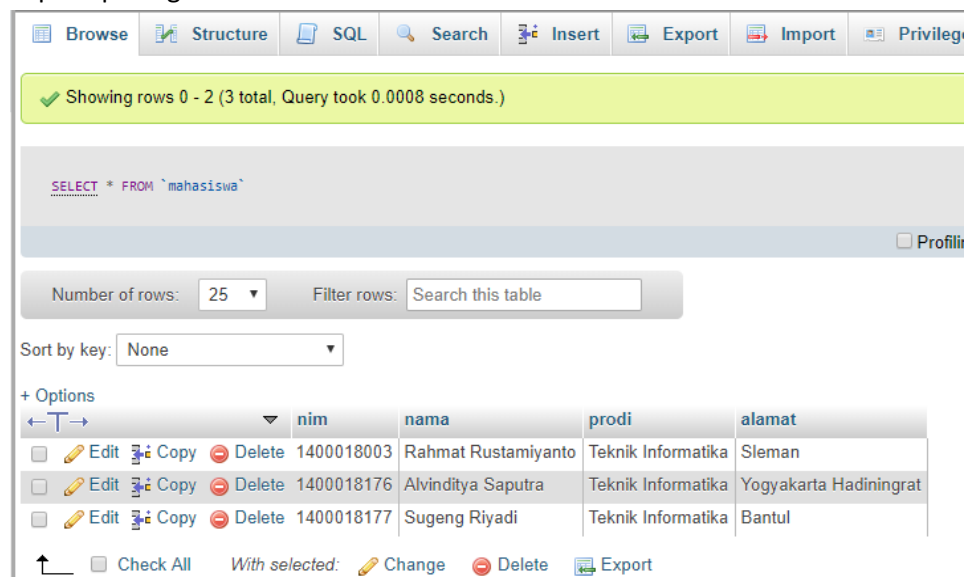 Browse Structure SQL Search Insert Export Import Privileg
Showing rows 0 - 2 (3 total, Query took 0.0008 seconds.)
SELECT * FROM `mahasiswa`
Profili
Number of rows: 25 Filter rows: Search this table
Sort by key: None
+ Options
nim nama prodi alamat
Edit Copy Delete 1400018003 Rahmat Rustamiyanto Teknik Informatika Sleman
Edit Copy Delete 1400018176 Alvinditya Saputra Teknik Informatika Yogyakarta Hadiningrat
Edit Copy Delete 1400018177 Sugeng Riyadi Teknik Informatika Bantul
Check All With selected: Change Delete Export